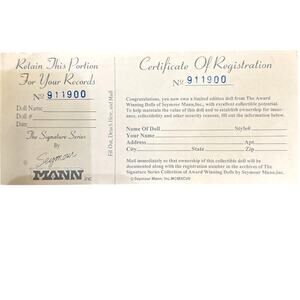 Retain This Portion
For Your Records
No 911900
Doll Name
Doll #
Date
The Signature Series
By
Seymour
MANN inc
Fill Out, Detach Here, and Mail
Certificate Of Registration
No 911900
Congratulations, you now own a limited edition doll from The Award
Winning Dolls of Seymour Mann, Inc., with excellent collectible potential.
To help maintain the value of this doll and to establish ownership for insur-
ance, collectibility and other security reasons, fill out the information below.
Name Of Doll Style#
Your Name
Address Apt.
City State Zip
Mail immediately so that ownership of this collectible doll will be
documented along with the registration number in the archives of The
Signature Series Collection of Award Winning Dolls by Seymour Mann, Inc.
© Seymour Mann, Inc.